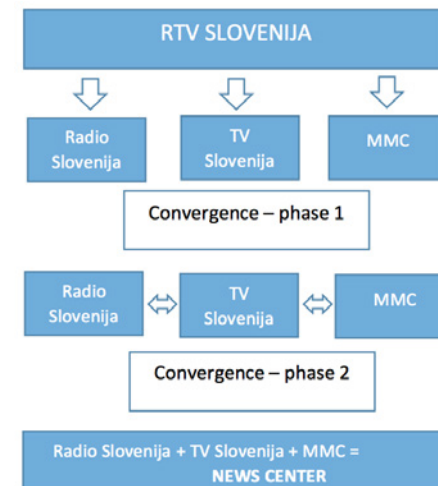 RTV SLOVENIJA
Radio
Slovenija
TV
Slovenija
MMC
Convergence – phase 1
Radio
Slovenija
TV
Slovenija
MMC
Convergence – phase 2
Radio Slovenija + TV Slovenija + MMC =
NEWS CENTER